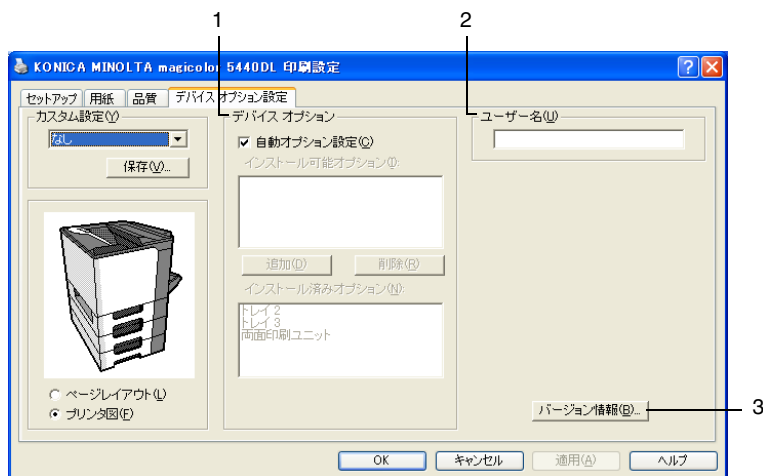 1
2
KONICA MINOLTA magicolor 5440DL 印刷設定
セットアップ 用紙 品質 デバイス オプション設定
カスタム設定(Y)
なし
保存(V)...
デバイス オプション
自動オプション設定(C)
インストール可能オプション(I):
追加(D)
削除(R)
インストール済みオプション(N):
トレイ 2
トレイ 3
両面印刷ユニット
ユーザー名(U)
ページレイアウト(L)
プリンタ図(F)
バージョン情報(B)...
3
OK
キャンセル
適用(A)
ヘルプ